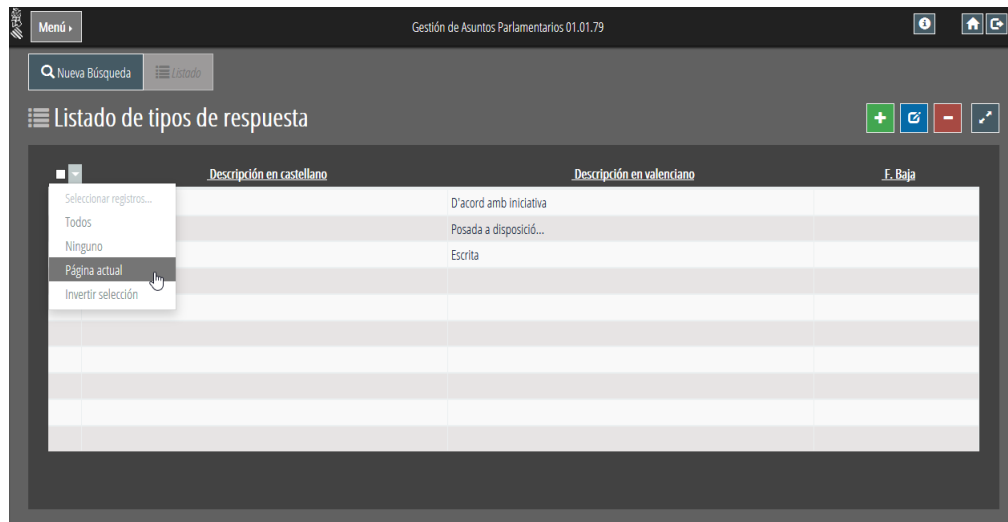 Menú
Gestión de Asuntos Parlamentarios 01.01.79
Nueva Búsqueda
Listado
Listado de tipos de respuesta
Descripción en castellano
Descripción en valenciano
F. Baja
Seleccionar registros...
Todos
Ninguno
Página actual
Invertir selección
D'acord amb iniciativa
Posada a disposició...
Escrita